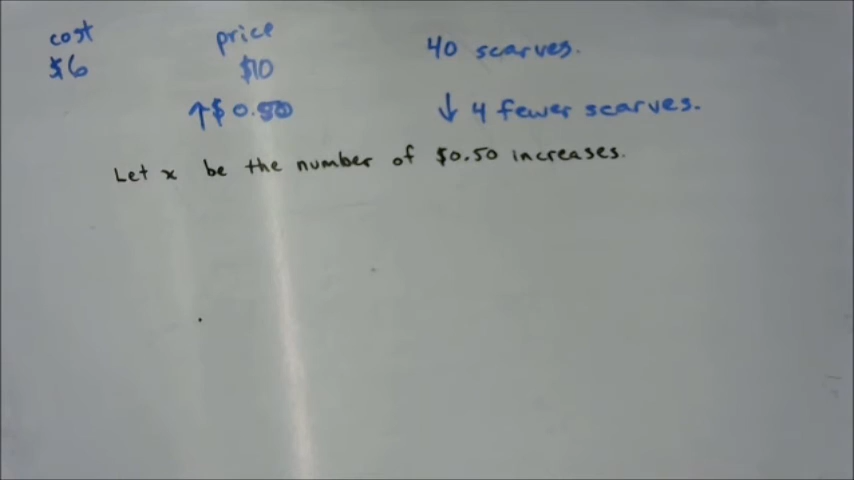 cost price 40 scarves.
$6 $10
↑$0.50 ↓ 4 fewer scarves.
Let x be the number of $0.50 increases.